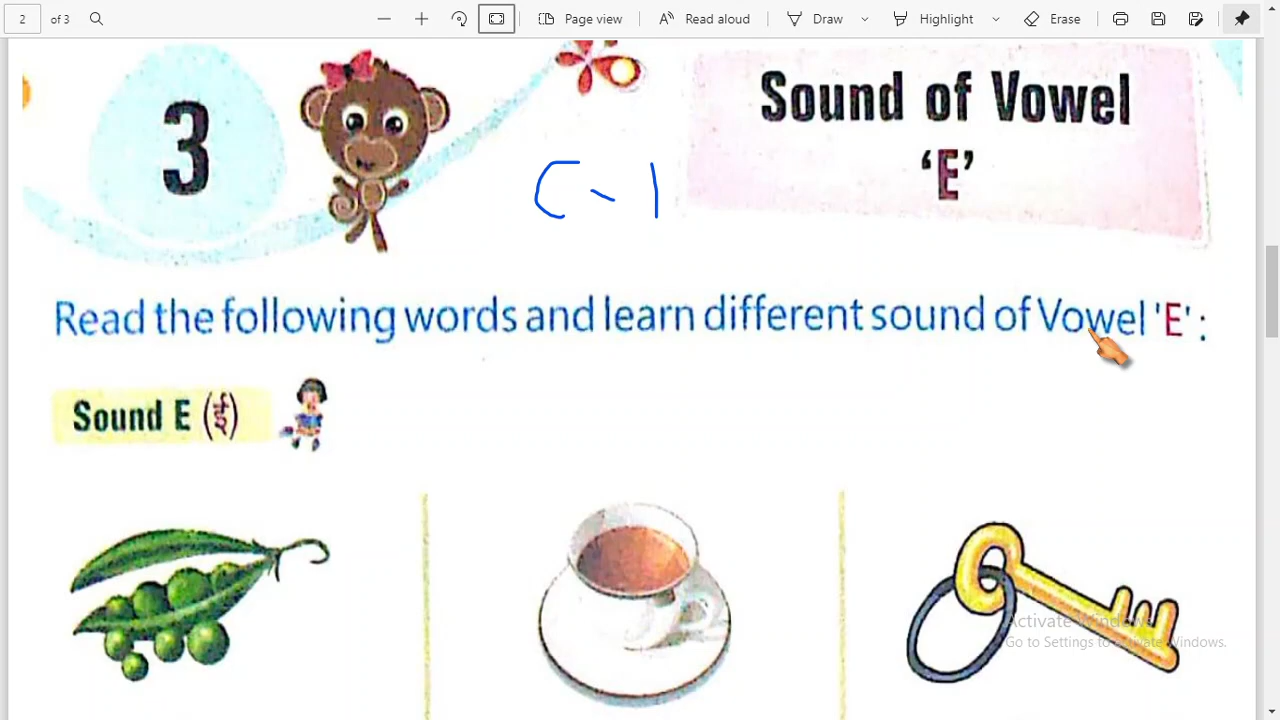 2 of 3 Page view Read aloud Draw Highlight Erase
3
Sound of Vowel
'E'
C-1
Read the following words and learn different sound of Vowel 'E' :
Sound E (ई)
Activate Windows
Go to Settings to activate Windows.